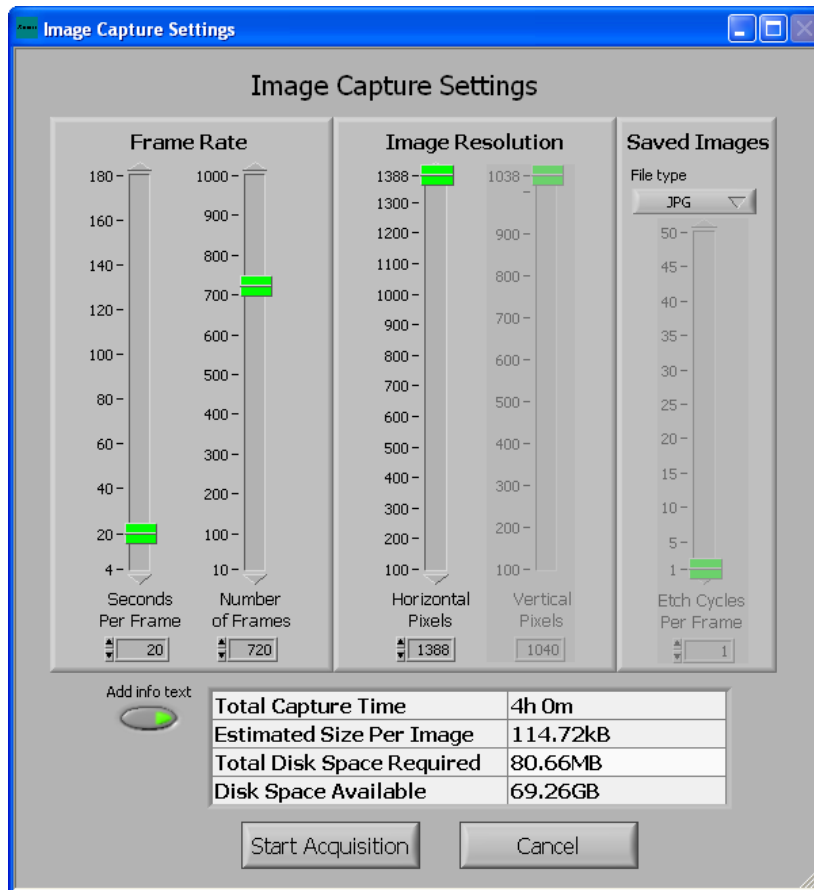 Image Capture Settings
Image Capture Settings
Frame Rate
180
160
140
120
100
80
60
40
20
4
Seconds
Per Frame
20
1000
900
800
700
600
500
400
300
200
100
10
Number
of Frames
720
Image Resolution
1388
1300
1200
1100
1000
900
800
700
600
500
400
300
200
100
Horizontal
Pixels
1388
1038
900
800
700
600
500
400
300
200
100
Vertical
Pixels
1040
Saved Images
File type
JPG
50
45
40
35
30
25
20
15
10
5
1
Etch Cycles
Per Frame
1
Add info text
Total Capture Time 4h 0m
Estimated Size Per Image 114.72kB
Total Disk Space Required 80.66MB
Disk Space Available 69.26GB
Start Acquisition Cancel